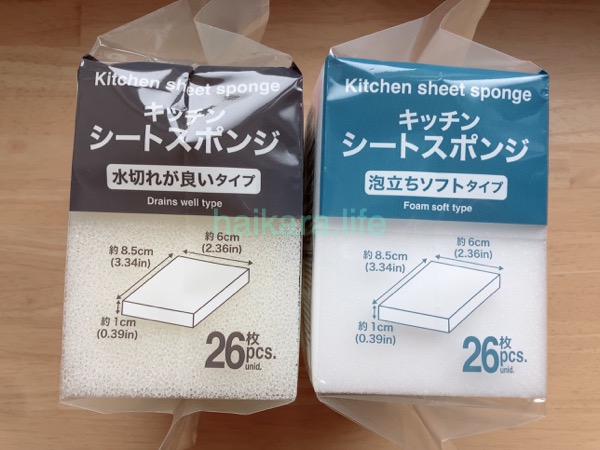 Kitchen sheet sponge
キッチン
シートスポンジ
水切れが良いタイプ
Drains well type
約8.5cm
(3.34in)
約6cm
(2.36in)
約1cm
(0.39in)
26枚
pcs.
unid.
Kitchen sheet sponge
キッチン
シートスポンジ
泡立ちソフトタイプ
Foam soft type
約8.5cm
(3.34in)
約6cm
(2.36in)
約1cm
(0.39in)
26枚
pcs.
unid.
haikara life